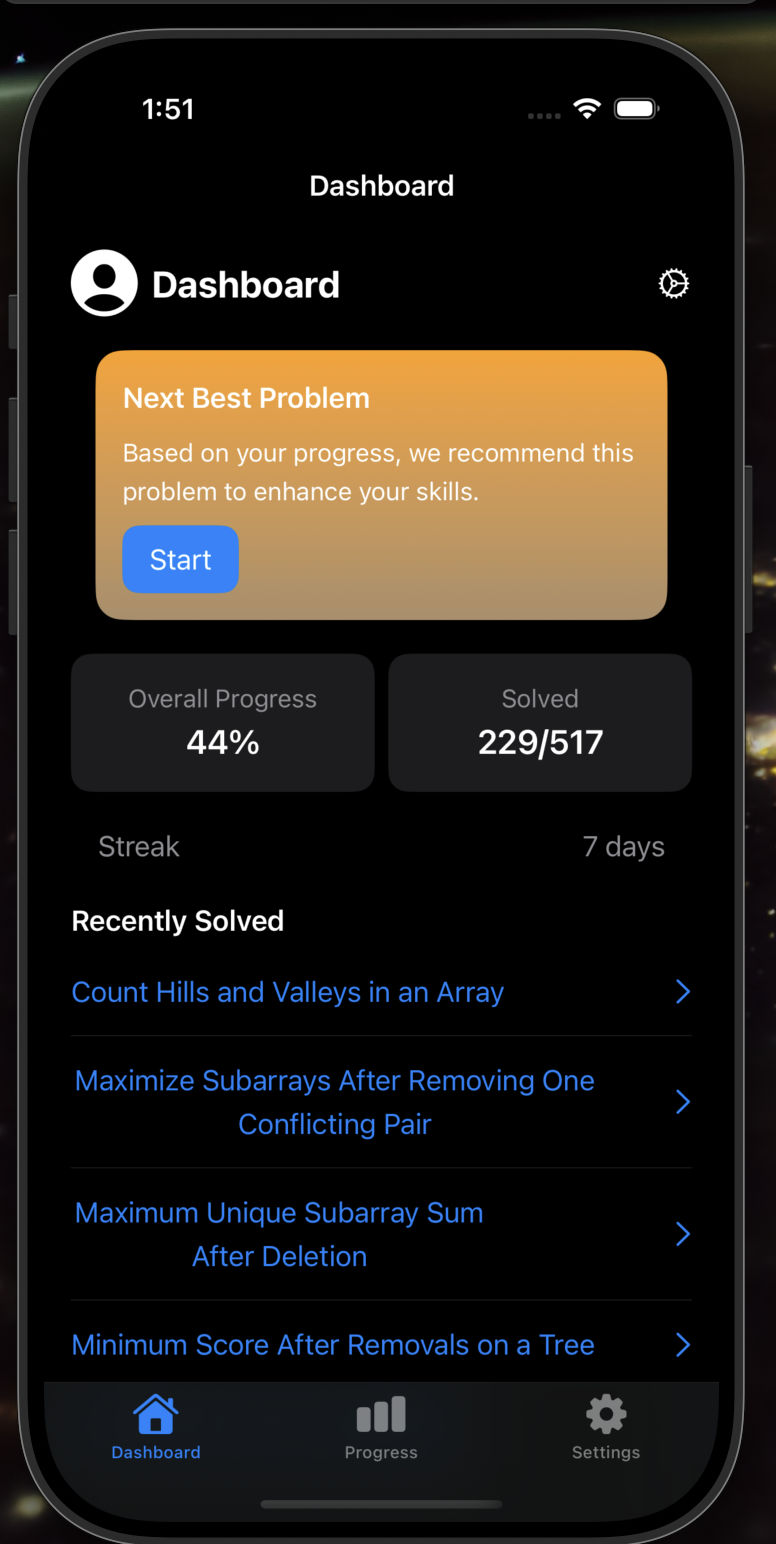 1:51
Dashboard
Dashboard
Next Best Problem
Based on your progress, we recommend this
problem to enhance your skills.
Start
Overall Progress
Solved
44%
229/517
Streak
7 days
Recently Solved
Count Hills and Valleys in an Array
Maximize Subarrays After Removing One
Conflicting Pair
Maximum Unique Subarray Sum
After Deletion
Minimum Score After Removals on a Tree
Dashboard
Progress
Settings